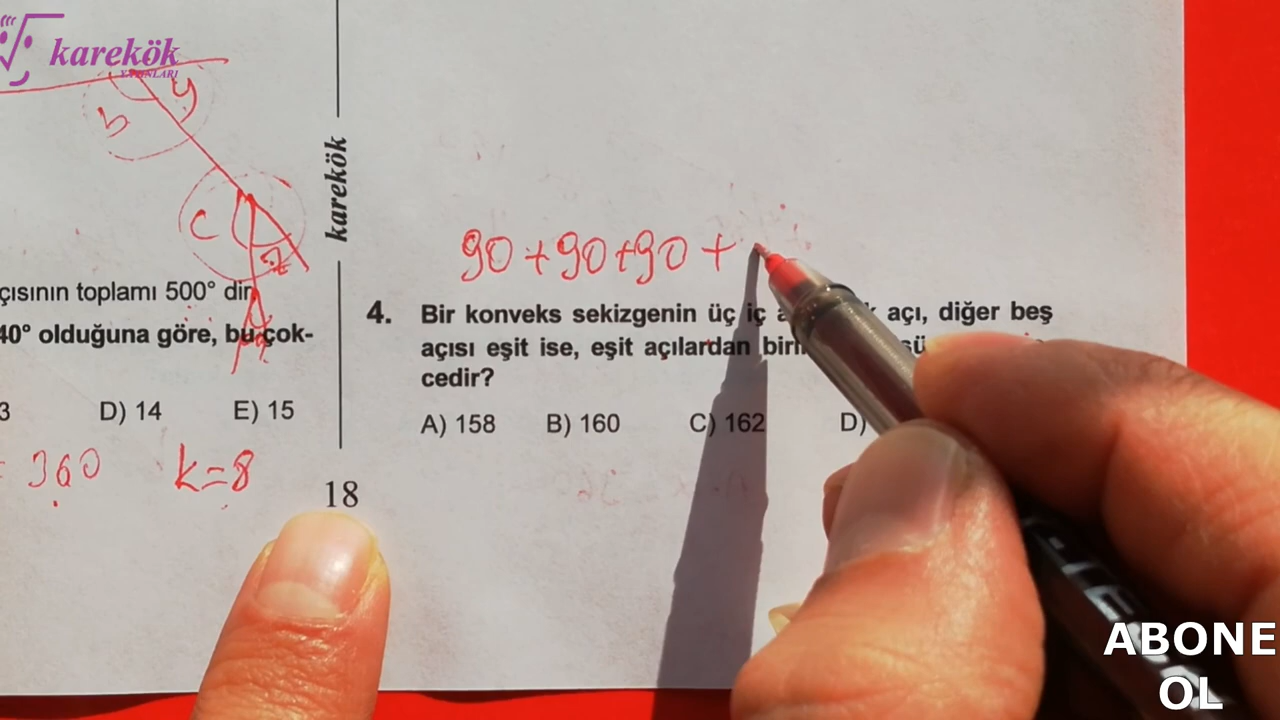 karekök
YAYINLARI
b
y
c
z
karekök
çısının toplamı 500° dir
40° olduğuna göre, bu çok-
3 D) 14 E) 15
= 360 k=8
18
90+90+90+
4. Bir konveks sekizgenin üç iç açı, diğer beş
açısı eşit ise, eşit açılardan
cedir?
A) 158 B) 160 C) 162 D)
ABONE
OL